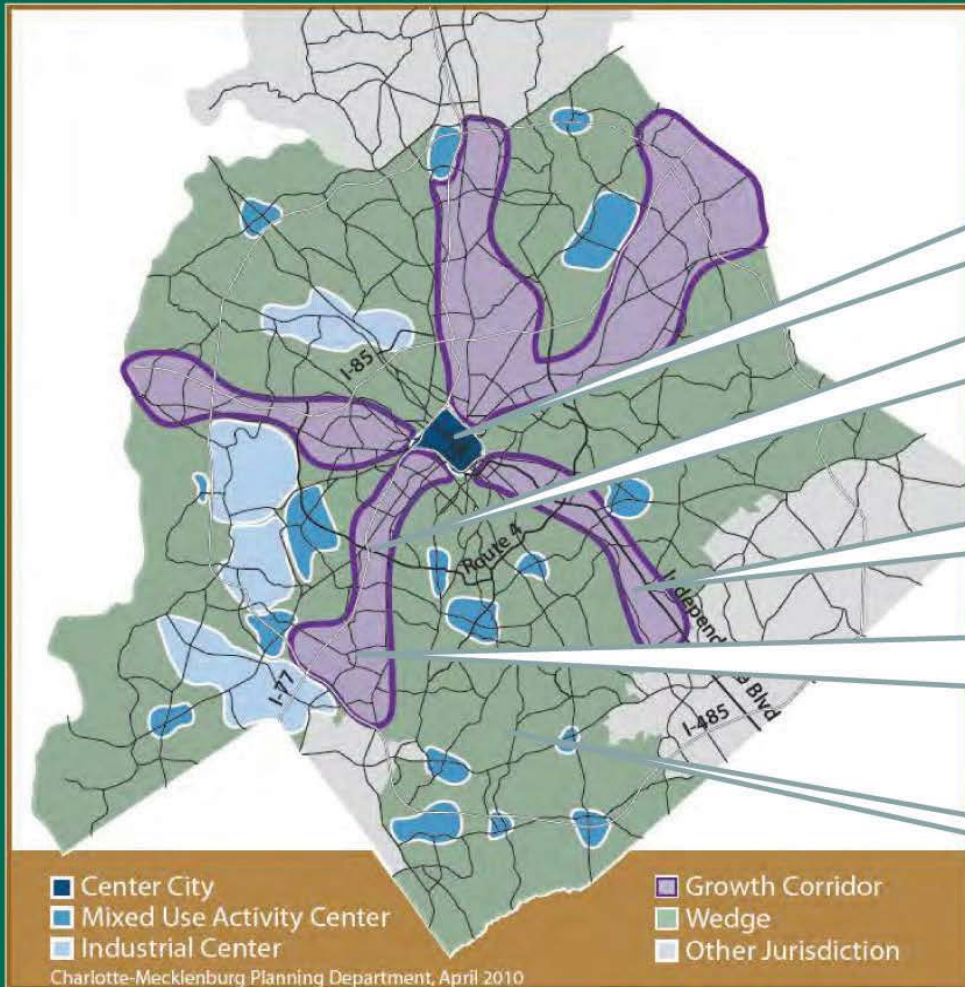 I-85
Route 4
Independence Blvd
I-77
I-485
Center City
Mixed Use Activity Center
Industrial Center
Growth Corridor
Wedge
Other Jurisdiction
Charlotte-Mecklenburg Planning Department, April 2010